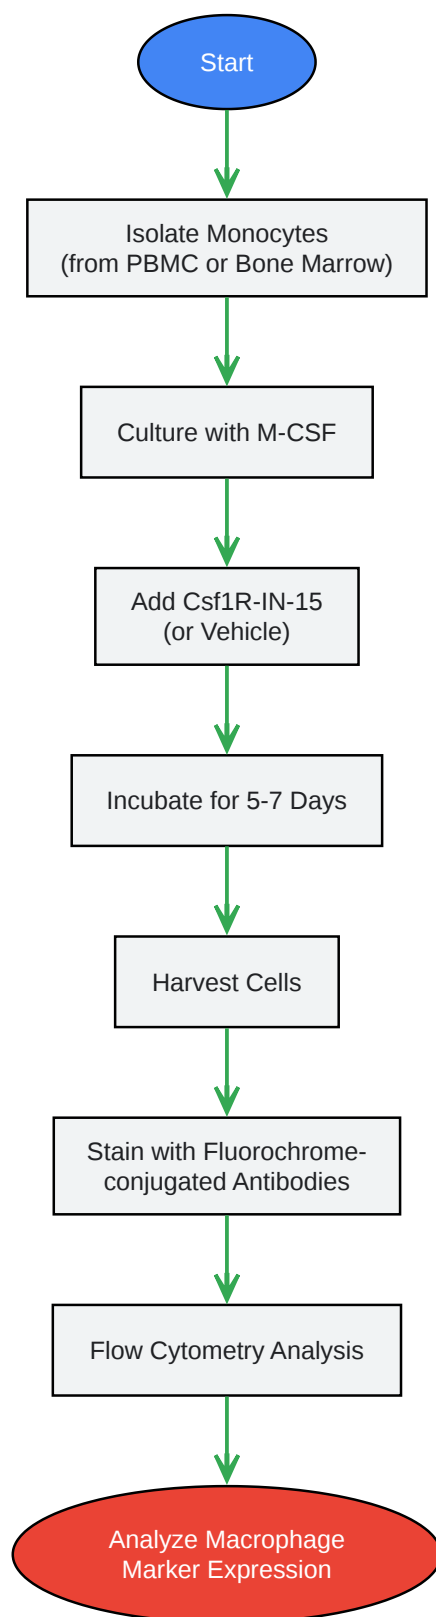 Start
Isolate Monocytes
(from PBMC or Bone Marrow)
Culture with M-CSF
Add Csf1R-IN-15
(or Vehicle)
Incubate for 5-7 Days
Harvest Cells
Stain with Fluorochrome-
conjugated Antibodies
Flow Cytometry Analysis
Analyze Macrophage
Marker Expression